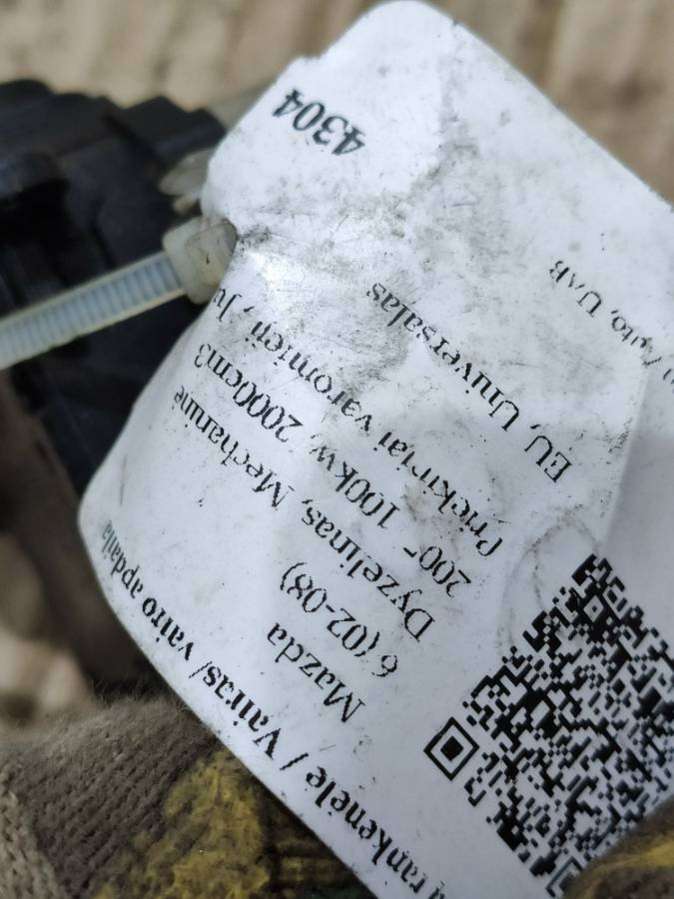 rankenėlė / Vairas/ vairo apdaila
Mazda
6 (02-08)
Dyzelinas, Mechaninė
200- 100kw, 2000cm3
Priekiniai varomieji,
EU, Universalas
Auto, UAB
4304